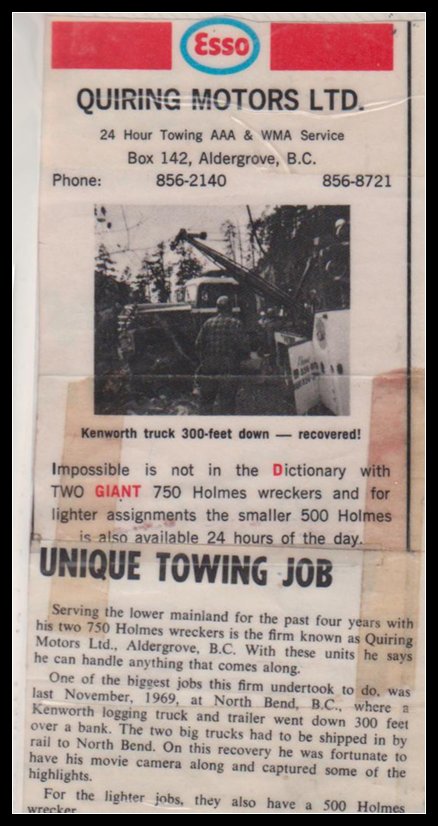 Esso
QUIRING MOTORS LTD.
24 Hour Towing AAA & WMA Service
Box 142, Aldergrove, B.C.
Phone: 856-2140 856-8721
Kenworth truck 300-feet down — recovered!
Impossible is not in the Dictionary with
TWO GIANT 750 Holmes wreckers and for
lighter assignments the smaller 500 Holmes
is also available 24 hours of the day.
UNIQUE TOWING JOB
Serving the lower mainland for the past four years with
his two 750 Holmes wreckers is the firm known as Quiring
Motors Ltd., Aldergrove, B.C. With these units he says
he can handle anything that comes along.
One of the biggest jobs this firm undertook to do, was
last November, 1969, at North Bend, B.C., where a
Kenworth logging truck and trailer went down 300 feet
over a bank. The two big trucks had to be shipped in by
rail to North Bend. On this recovery he was fortunate to
have his movie camera along and captured some of the
highlights.
For the lighter jobs, they also have a 500 Holmes
wrecker